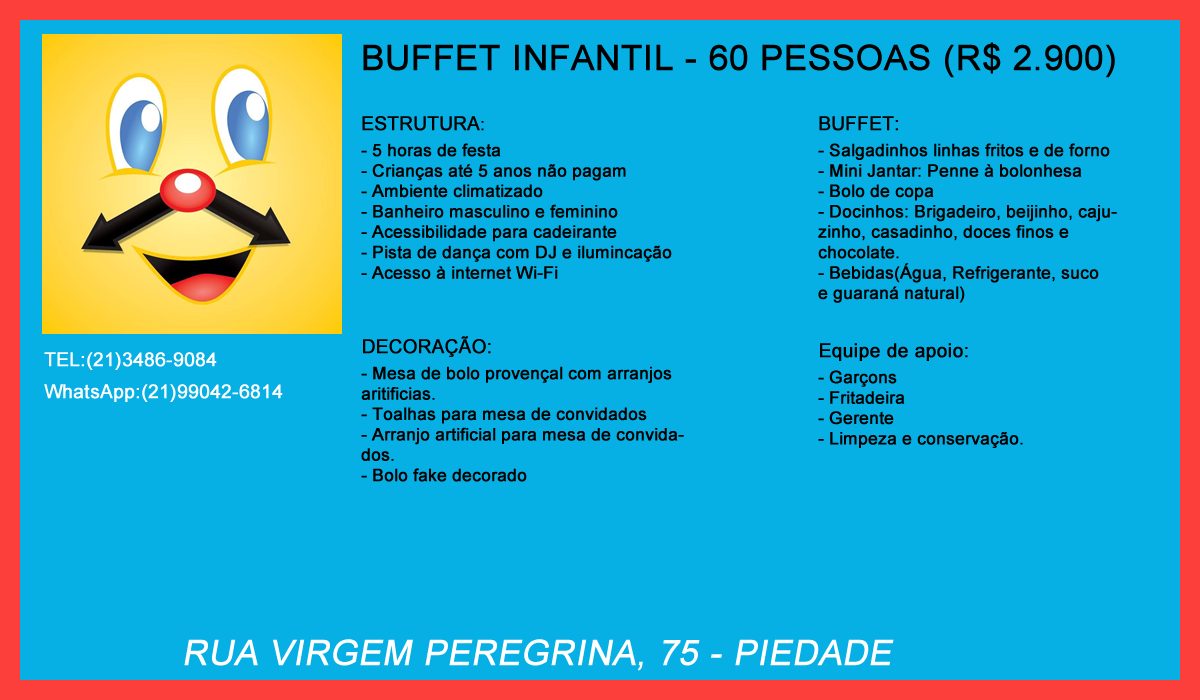 BUFFET INFANTIL - 60 PESSOAS (R$ 2.900)
ESTRUTURA:
- 5 horas de festa
- Crianças até 5 anos não pagam
- Ambiente climatizado
- Banheiro masculino e feminino
- Acessibilidade para cadeirante
- Pista de dança com DJ e ilumincação
- Acesso à internet Wi-Fi
BUFFET:
- Salgadinhos linhas fritos e de forno
- Mini Jantar: Penne à bolonhesa
- Bolo de copa
- Docinhos: Brigadeiro, beijinho, caju-
zinho, casadinho, doces finos e
chocolate.
- Bebidas(Água, Refrigerante, suco
e guaraná natural)
TEL:(21)3486-9084
WhatsApp:(21)99042-6814
DECORAÇÃO:
- Mesa de bolo provençal com arranjos
aritificias.
- Toalhas para mesa de convidados
- Arranjo artificial para mesa de convida-
dos.
- Bolo fake decorado
Equipe de apoio:
- Garçons
- Fritadeira
- Gerente
- Limpeza e conservação.
RUA VIRGEM PEREGRINA, 75 - PIEDADE